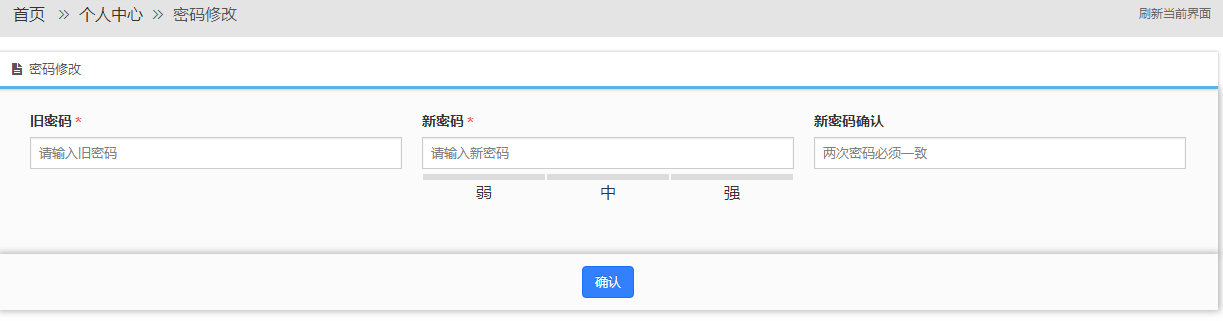 首页 » 个人中心 » 密码修改 刷新当前界面
密码修改
旧密码 * 新密码 * 新密码确认
请输入旧密码 请输入新密码 两次密码必须一致
弱 中 强
确认